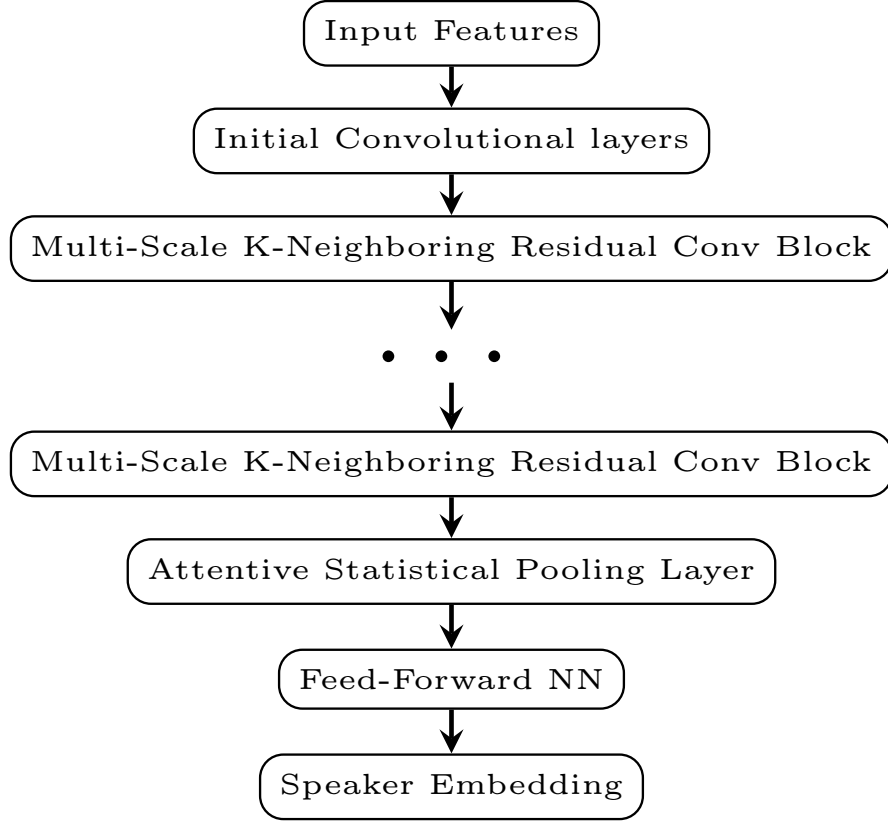 Input Features
Initial Convolutional layers
Multi-Scale K-Neighboring Residual Conv Block
• • •
Multi-Scale K-Neighboring Residual Conv Block
Attentive Statistical Pooling Layer
Feed-Forward NN
Speaker Embedding